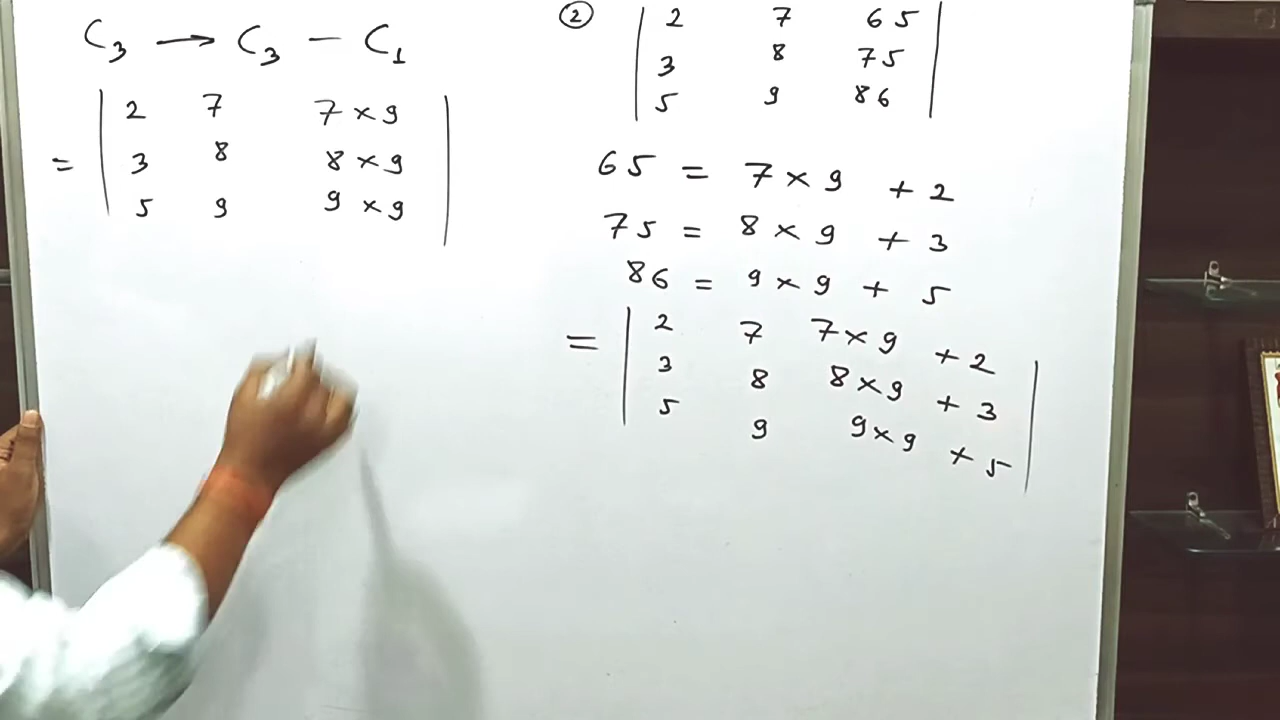 C₃ → C₃ − C₁
= | 2 7 7×9 |
| 3 8 8×9 |
| 5 9 9×9 |
② | 2 7 65 |
| 3 8 75 |
| 5 9 86 |
65 = 7×9 + 2
75 = 8×9 + 3
86 = 9×9 + 5
= | 2 7 7×9 + 2 |
| 3 8 8×9 + 3 |
| 5 9 9×9 + 5 |